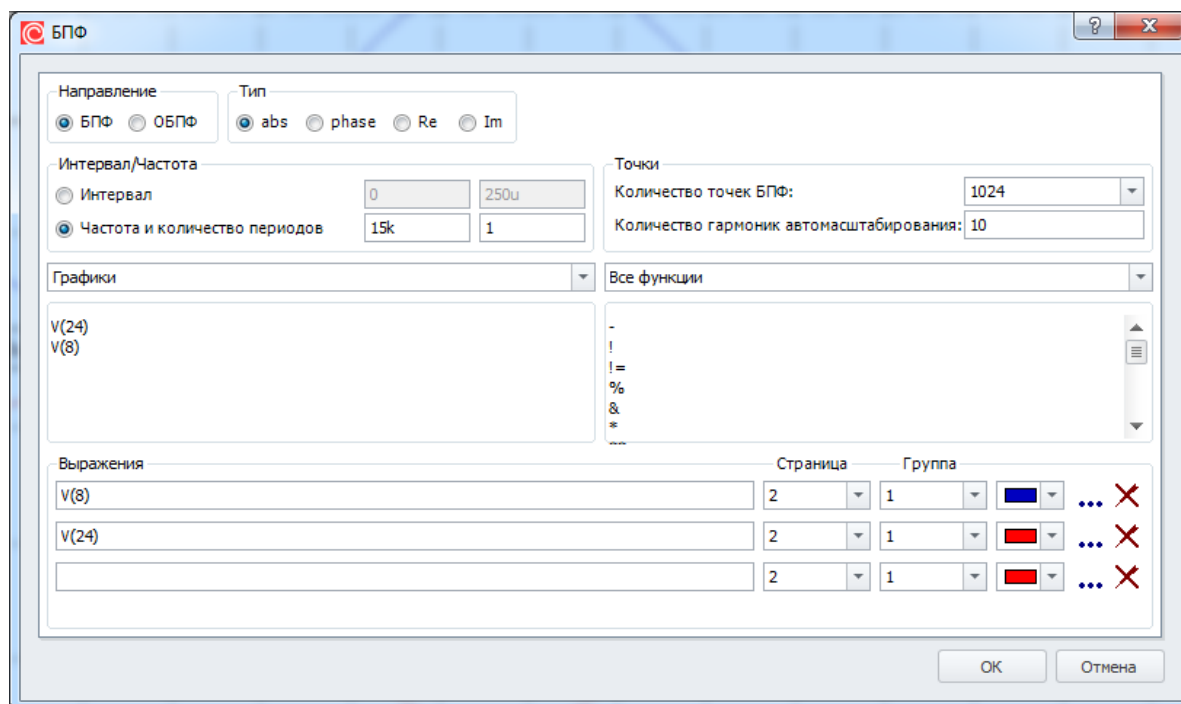 БПФ
Направление Тип
БПФ ОБПФ abs phase Re Im
Интервал/Частота Точки
Интервал 0 250u Количество точек БПФ: 1024
Частота и количество периодов 15k 1 Количество гармоник автомасштабирования: 10
Графики Все функции
V(24) -
V(8) !
!=
%
&
*
Выражения Страница Группа
V(8) 2 1 ...
V(24) 2 1 ...
2 1 ...
OK Отмена